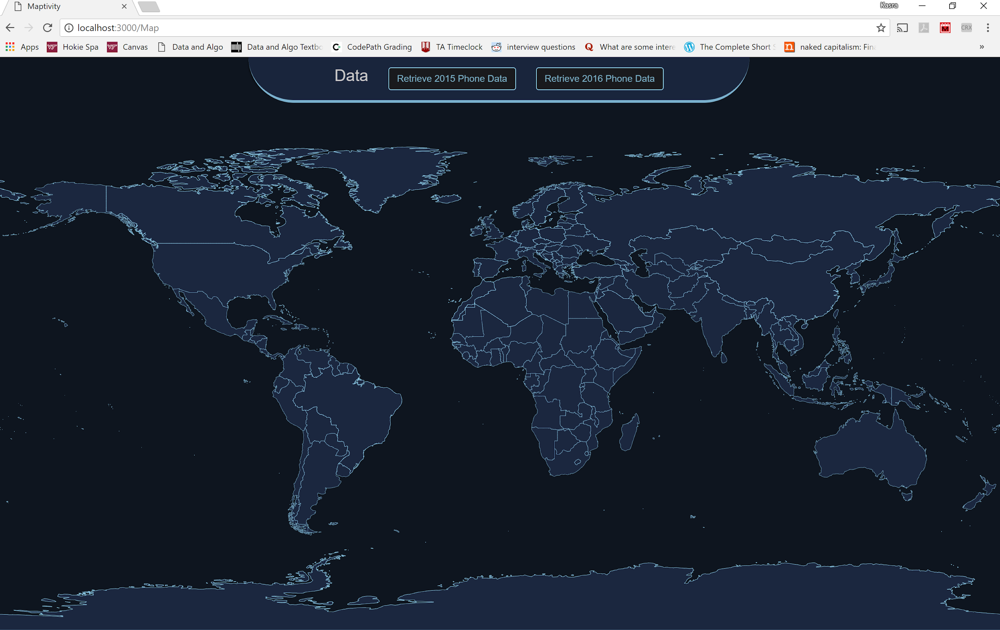 Maptivity
Kasra
localhost:3000/Map
CRX
Apps Hokie Spa Canvas Data and Algo Data and Algo Textbo CodePath Grading TA Timeclock interview questions What are some intere The Complete Short S naked capitalism: Fina »
Data Retrieve 2015 Phone Data Retrieve 2016 Phone Data